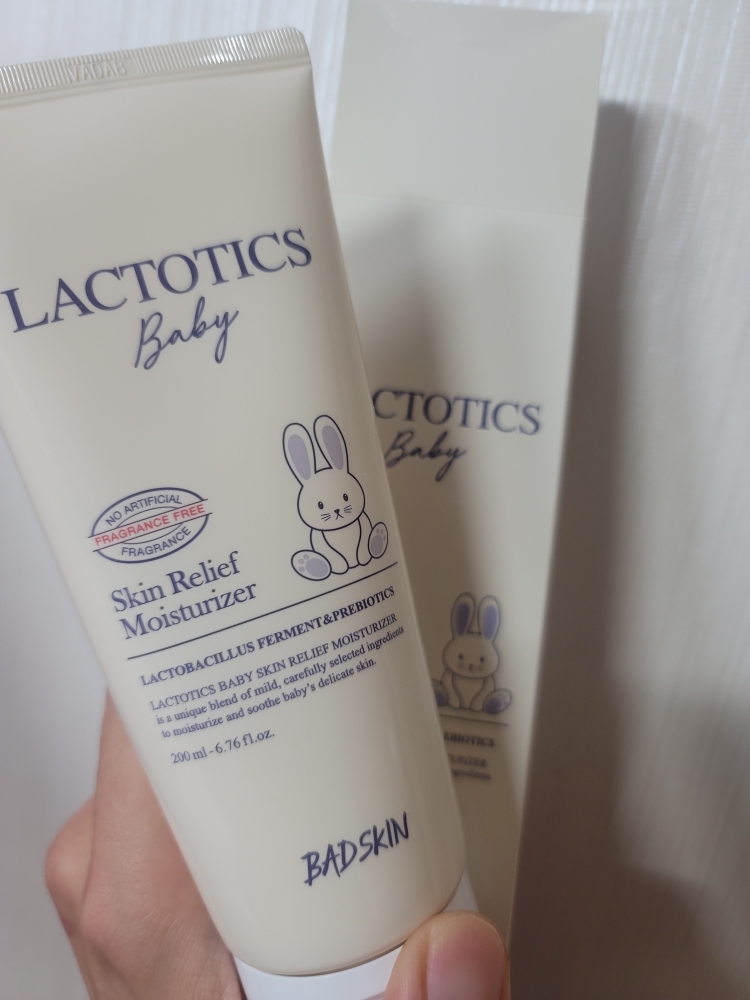 LACTOTICS
Baby
NO ARTIFICIAL
FRAGRANCE FREE
FRAGRANCE
Skin Relief
Moisturizer
LACTOBACILLUS FERMENT&PREBIOTICS
LACTOTICS BABY SKIN RELIEF MOISTURIZER
is a unique blend of mild, carefully selected ingredients
to moisturize and soothe baby's delicate skin.
200 ml - 6.76 fl.oz.
BADSKIN
CTOTICS
Baby